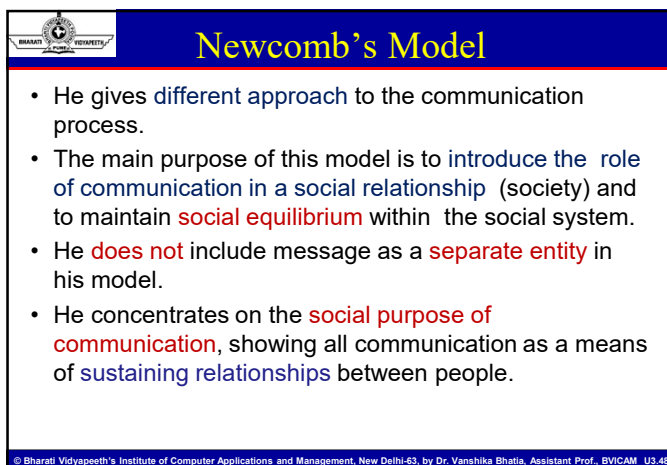 BHARATI VIDYAPEETH
PUNE
Newcomb's Model
• He gives different approach to the communication
process.
• The main purpose of this model is to introduce the role
of communication in a social relationship (society) and
to maintain social equilibrium within the social system.
• He does not include message as a separate entity in
his model.
• He concentrates on the social purpose of
communication, showing all communication as a means
of sustaining relationships between people.
© Bharati Vidyapeeth's Institute of Computer Applications and Management, New Delhi-63, by Dr. Vanshika Bhatia, Assistant Prof., BVICAM U3.48